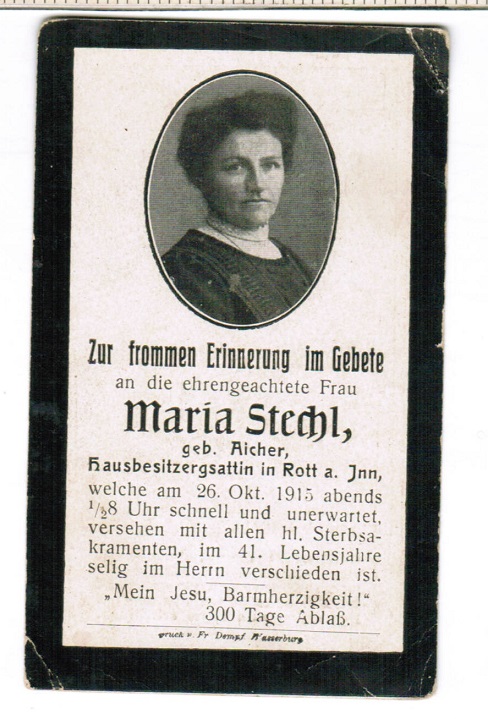 Zur frommen Erinnerung im Gebete
an die ehrengeachtete Frau
Maria Stechl,
geb. Aicher,
Hausbesitzergsattin in Rott a. Inn,
welche am 26. Okt. 1915 abends
½8 Uhr schnell und unerwartet,
versehen mit allen hl. Sterbsa-
kramenten, im 41. Lebensjahre
selig im Herrn verschieden ist.
„Mein Jesu, Barmherzigkeit!“
300 Tage Ablaß.
Druck v. Fr Dempf Wasserburg